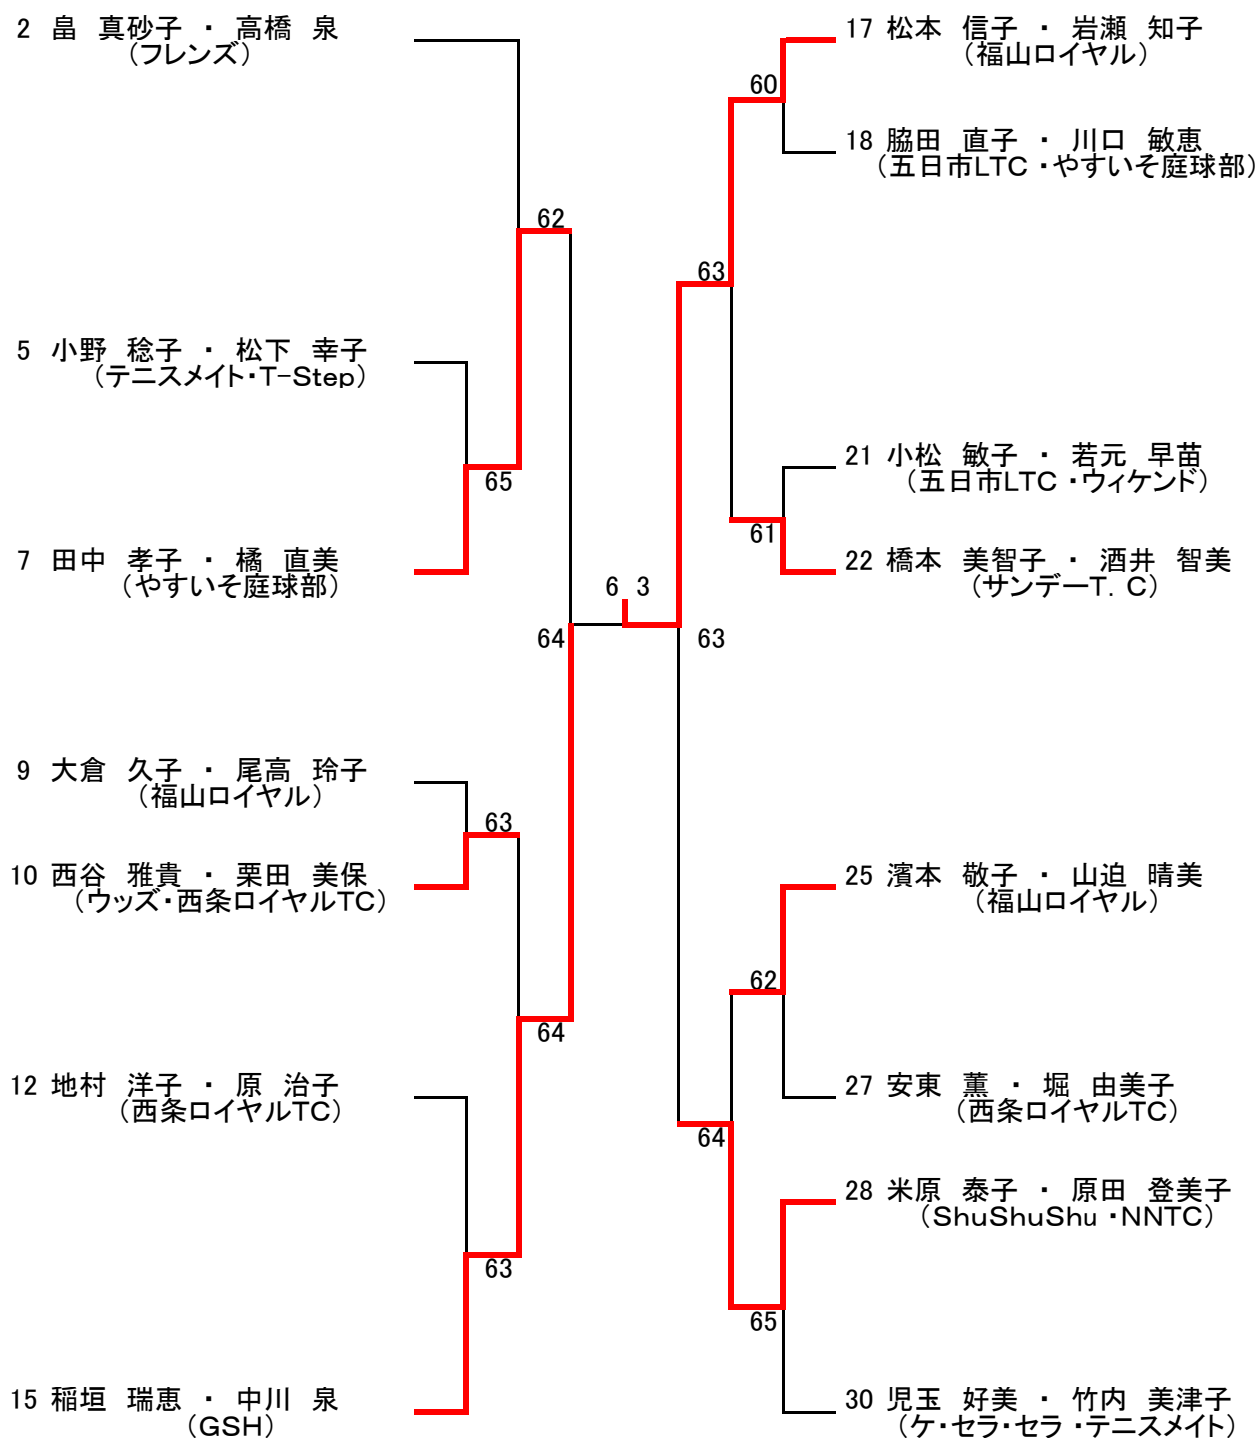 2 畠 真砂子 ・ 高橋 泉
(フレンズ)
62
5 小野 稔子 ・ 松下 幸子
(テニスメイト・T-Step)
65
7 田中 孝子 ・ 橘 直美
(やすいそ庭球部)
64
9 大倉 久子 ・ 尾高 玲子
(福山ロイヤル)
63
10 西谷 雅貴 ・ 栗田 美保
(ウッズ・西条ロイヤルTC)
64
12 地村 洋子 ・ 原 治子
(西条ロイヤルTC)
63
15 稲垣 瑞恵 ・ 中川 泉
(GSH)
6 3
17 松本 信子 ・ 岩瀬 知子
(福山ロイヤル)
60
18 脇田 直子 ・ 川口 敏恵
(五日市LTC ・やすいそ庭球部)
63
21 小松 敏子 ・ 若元 早苗
(五日市LTC ・ウィケンド)
61
22 橋本 美智子 ・ 酒井 智美
(サンデーT. C)
63
25 濱本 敬子 ・ 山迫 晴美
(福山ロイヤル)
62
27 安東 薫 ・ 堀 由美子
(西条ロイヤルTC)
64
28 米原 泰子 ・ 原田 登美子
(ShuShuShu ・NNTC)
65
30 児玉 好美 ・ 竹内 美津子
(ケ・セラ・セラ ・テニスメイト)